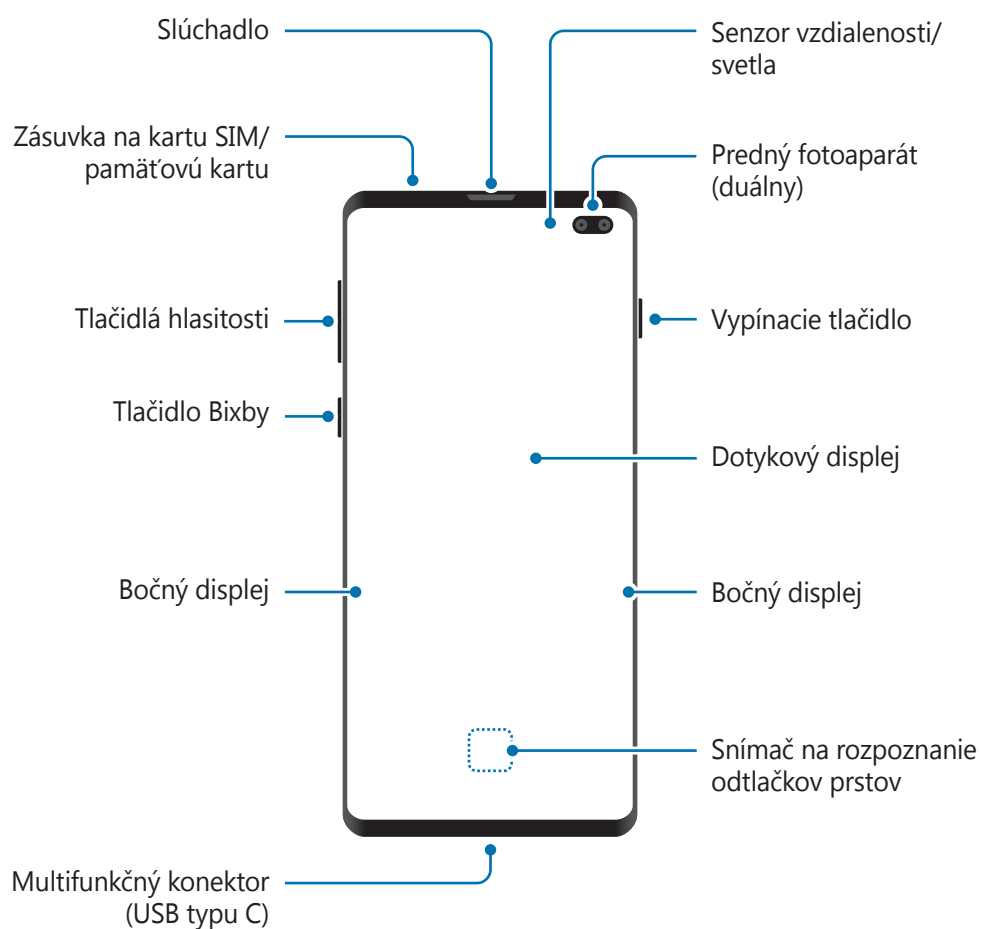 Slúchadlo
Zásuvka na kartu SIM/
pamäťovú kartu
Tlačidlá hlasitosti
Tlačidlo Bixby
Bočný displej
Multifunkčný konektor
(USB typu C)
Senzor vzdialenosti/
svetla
Predný fotoaparát
(duálny)
Vypínacie tlačidlo
Dotykový displej
Bočný displej
Snímač na rozpoznanie
odtlačkov prstov